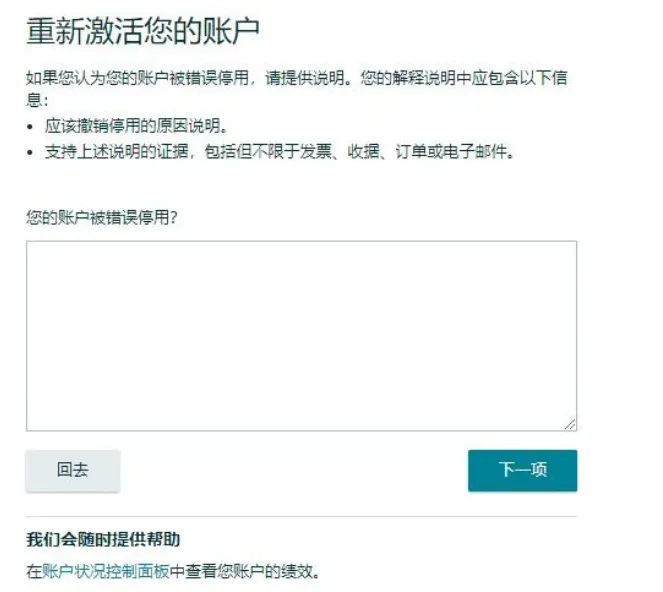 重新激活您的账户
如果您认为您的账户被错误停用，请提供说明。您的解释说明中应包含以下信
息：
• 应该撤销停用的原因说明。
• 支持上述说明的证据，包括但不限于发票、收据、订单或电子邮件。
您的账户被错误停用？
回去
下一项
我们会随时提供帮助
在账户状况控制面板中查看您账户的绩效。